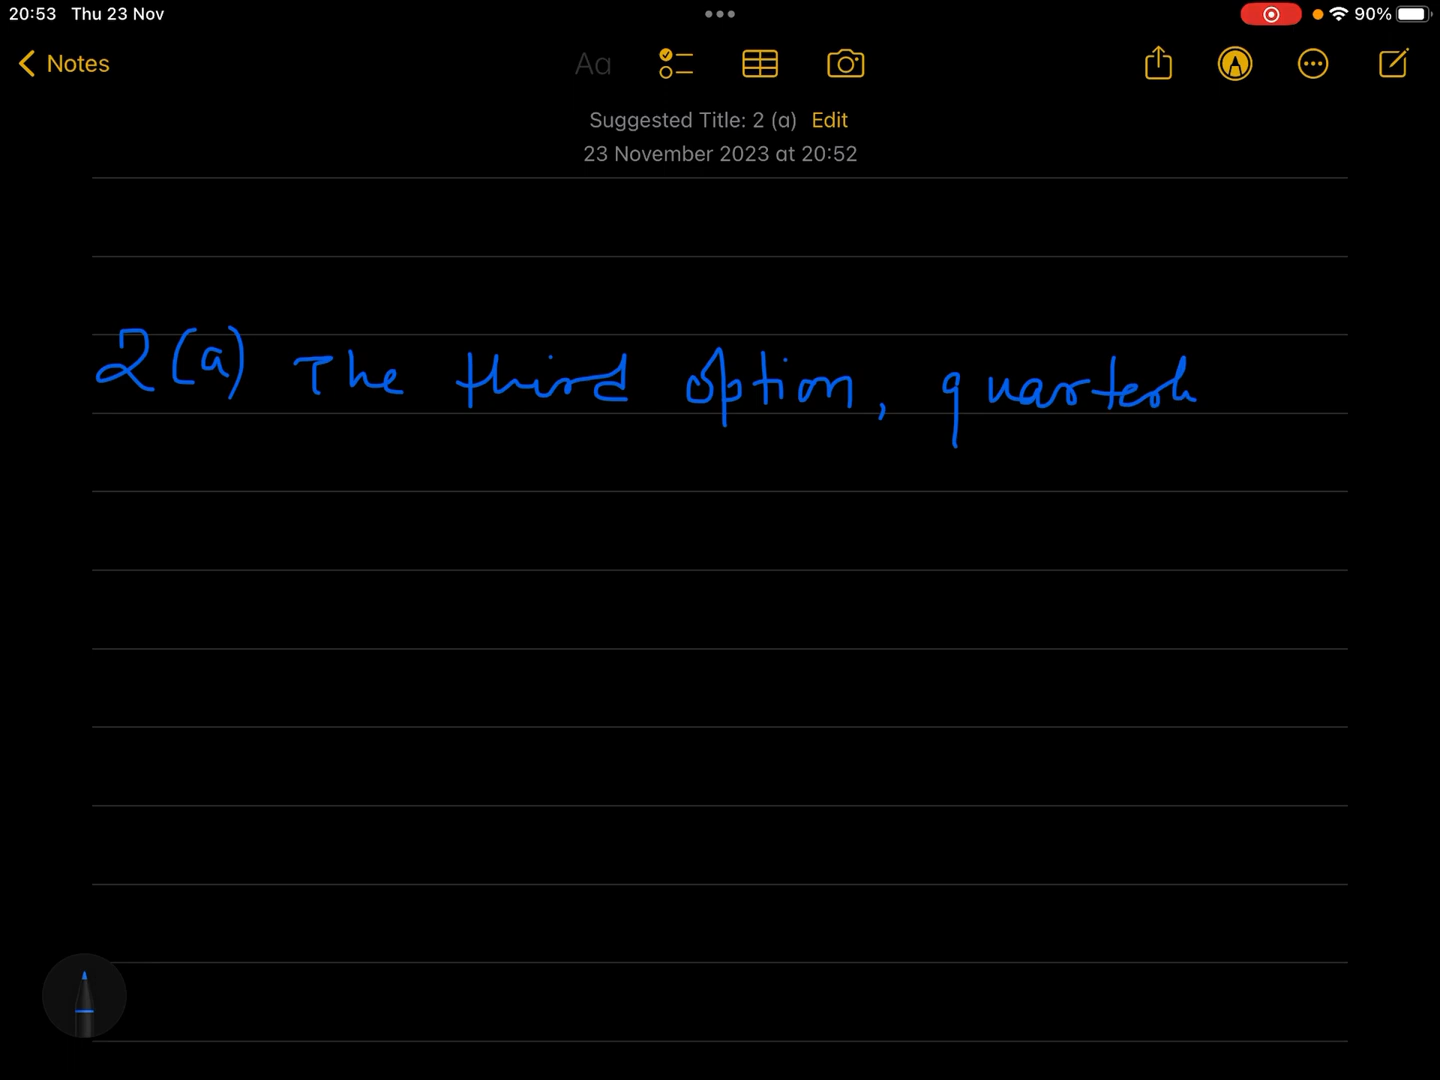 20:53 Thu 23 Nov 90%
Notes Aa
Suggested Title: 2 (a) Edit
23 November 2023 at 20:52
2(a) The third option,